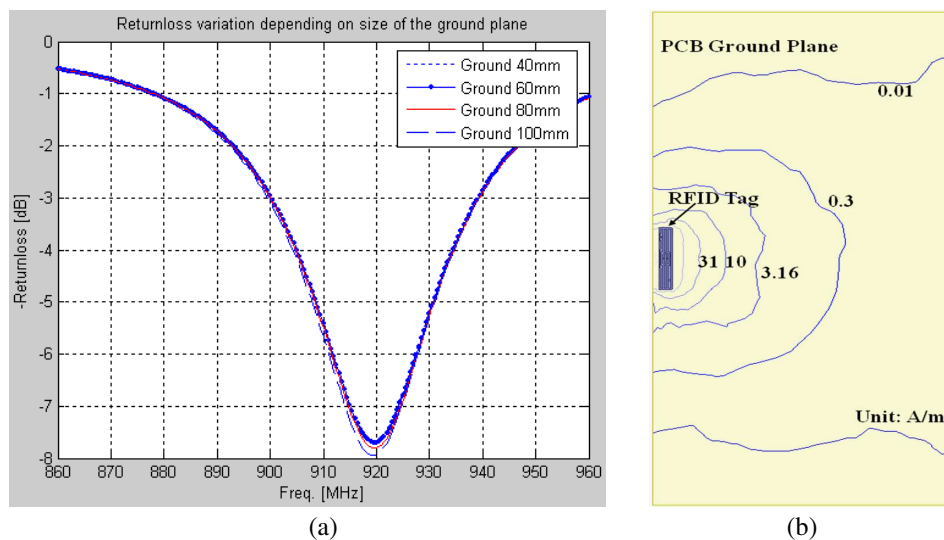 Returnloss variation depending on size of the ground plane
0
-1
-2
-3
-4
-5
-6
-7
-8
-Returnloss [dB]
Ground 40mm
Ground 60mm
Ground 80mm
Ground 100mm
860 870 880 890 900 910 920 930 940 950 960
Freq. [MHz]
(a)
PCB Ground Plane
0.01
RFID Tag
0.3
31 10 3.16
Unit: A/m
(b)